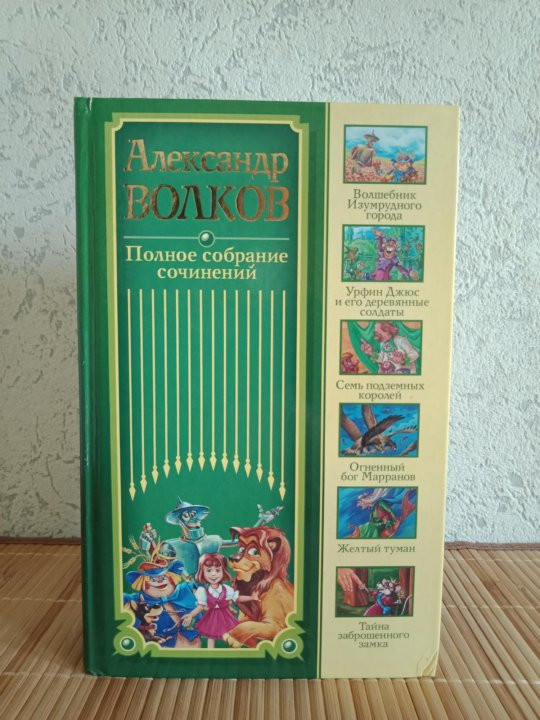 Александр
ВОЛКОВ
Полное собрание
сочинений
Волшебник
Изумрудного
города
Урфин Джюс
и его деревянные
солдаты
Семь подземных
королей
Огненный
бог Марранов
Желтый туман
Тайна
заброшенного
замка